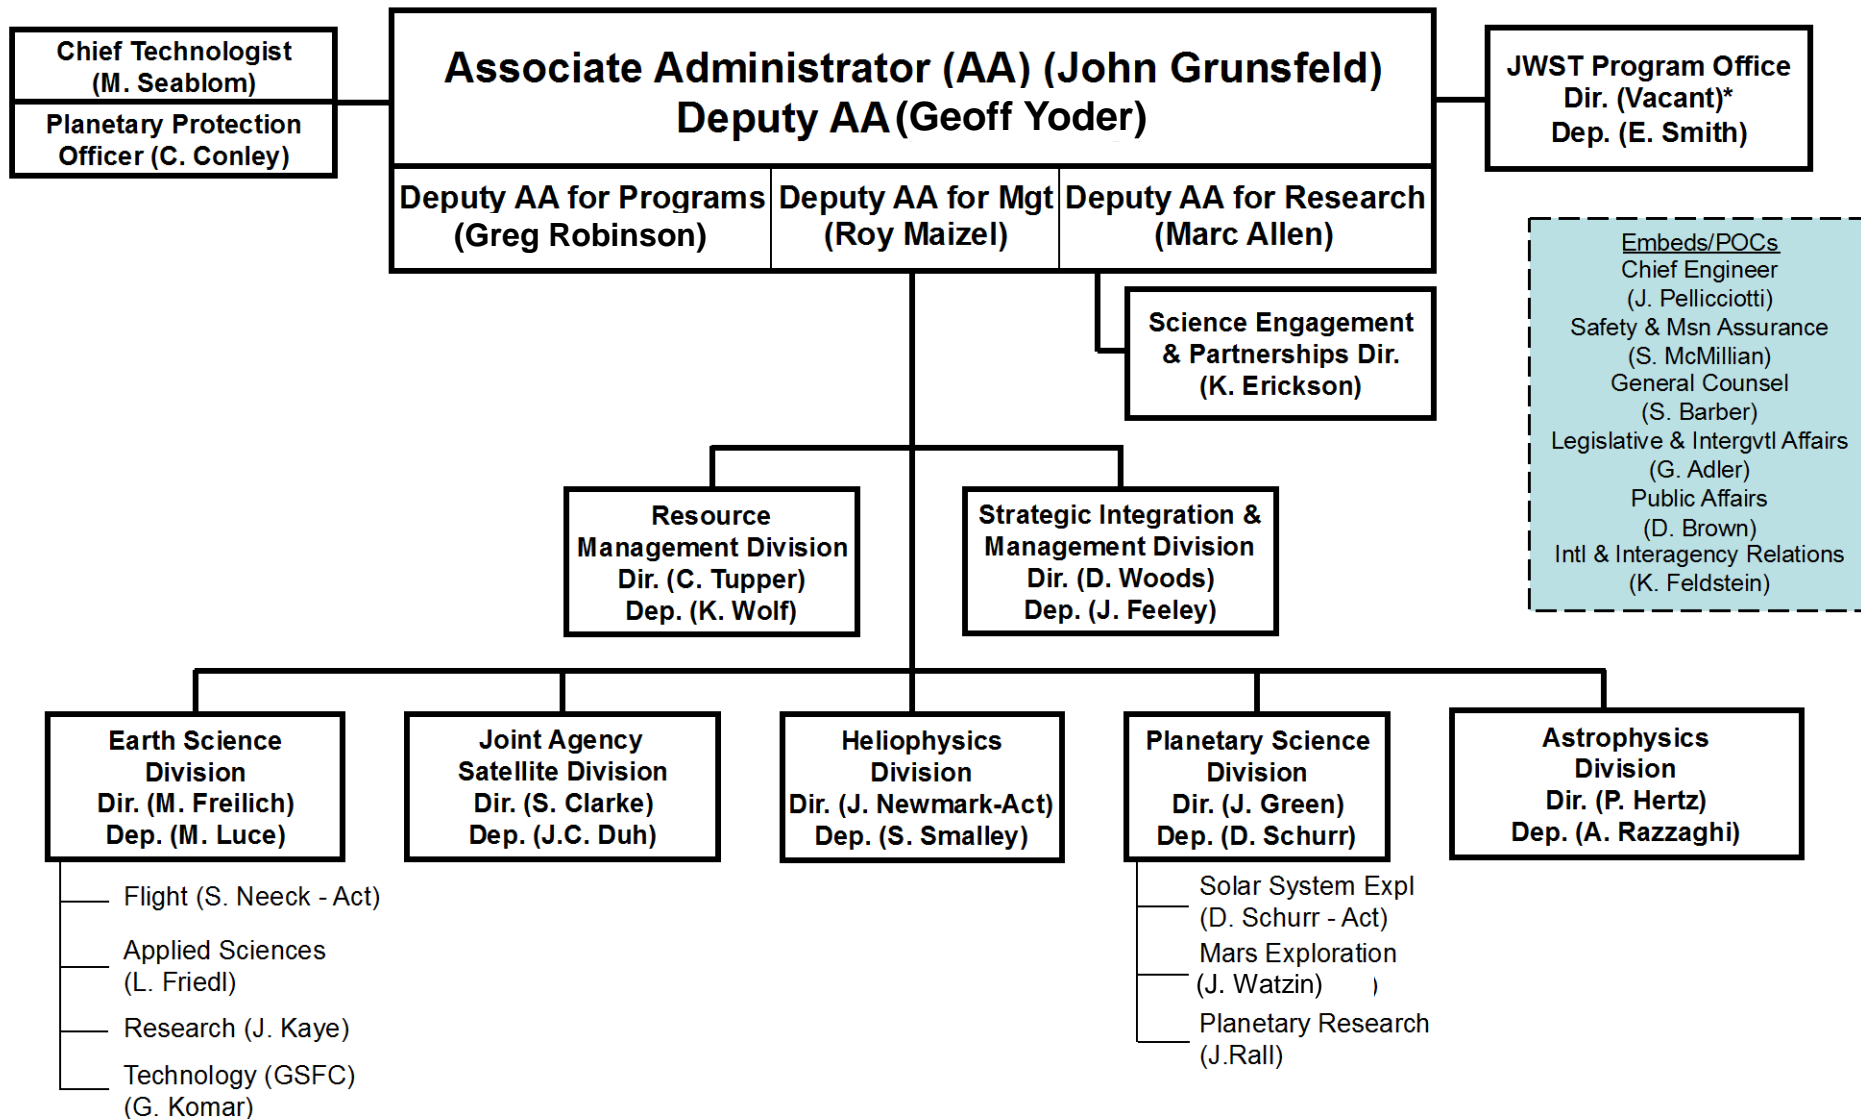 Chief Technologist
(M. Seablom)
Planetary Protection
Officer (C. Conley)
Associate Administrator (AA) (John Grunsfeld)
Deputy AA (Geoff Yoder)
Deputy AA for Programs
(Greg Robinson)
Deputy AA for Mgt
(Roy Maizel)
Deputy AA for Research
(Marc Allen)
JWST Program Office
Dir. (Vacant)*
Dep. (E. Smith)
Science Engagement
& Partnerships Dir.
(K. Erickson)
Embeds/POCs
Chief Engineer
(J. Pellicciotti)
Safety & Msn Assurance
(S. McMillian)
General Counsel
(S. Barber)
Legislative & Intergvtl Affairs
(G. Adler)
Public Affairs
(D. Brown)
Intl & Interagency Relations
(K. Feldstein)
Resource
Management Division
Dir. (C. Tupper)
Dep. (K. Wolf)
Strategic Integration &
Management Division
Dir. (D. Woods)
Dep. (J. Feeley)
Earth Science
Division
Dir. (M. Freilich)
Dep. (M. Luce)
Flight (S. Neeck - Act)
Applied Sciences
(L. Friedl)
Research (J. Kaye)
Technology (GSFC)
(G. Komar)
Joint Agency
Satellite Division
Dir. (S. Clarke)
Dep. (J.C. Duh)
Heliophysics
Division
Dir. (J. Newmark-Act)
Dep. (S. Smalley)
Planetary Science
Division
Dir. (J. Green)
Dep. (D. Schurr)
Solar System Expl
(D. Schurr - Act)
Mars Exploration
(J. Watzin) )
Planetary Research
(J.Rall)
Astrophysics
Division
Dir. (P. Hertz)
Dep. (A. Razzaghi)